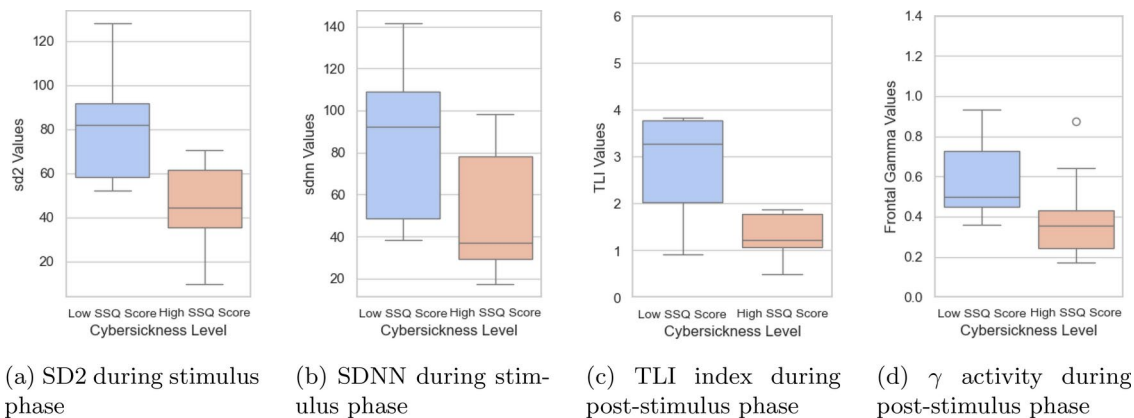 sd2 Values
120
100
80
60
40
20
Low SSQ Score High SSQ Score
Cybersickness Level
sdnn Values
140
120
100
80
60
40
20
Low SSQ Score High SSQ Score
Cybersickness Level
TLI Values
6
5
4
3
2
1
0
Low SSQ Score High SSQ Score
Cybersickness Level
Frontal Gamma Values
1.4
1.2
1.0
0.8
0.6
0.4
0.2
0.0
Low SSQ Score High SSQ Score
Cybersickness Level
(a) SD2 during stimulus
phase
(b) SDNN during stim-
ulus phase
(c) TLI index during
post-stimulus phase
(d) γ activity during
post-stimulus phase